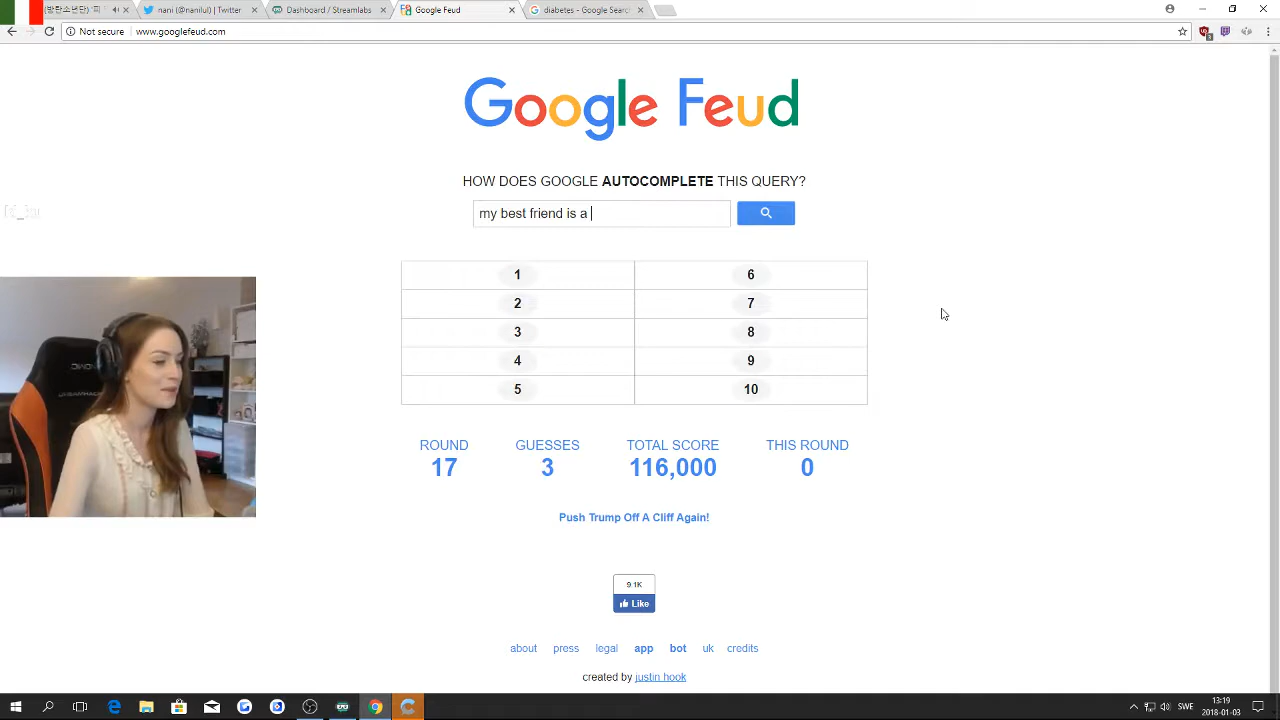 nani (@naniiul) | Twitter
Dashboard / Streamlabs
Google Feud
diabetes - Google Searc
Not secure | www.googlefeud.com
Google Feud
HOW DOES GOOGLE AUTOCOMPLETE THIS QUERY?
my best friend is a
1 6
2 7
3 8
4 9
5 10
ROUND GUESSES TOTAL SCORE THIS ROUND
17 3 116,000 0
Push Trump Off A Cliff Again!
9.1K
Like
about press legal app bot uk credits
created by justin hook
SWE
13:19
2018-01-03